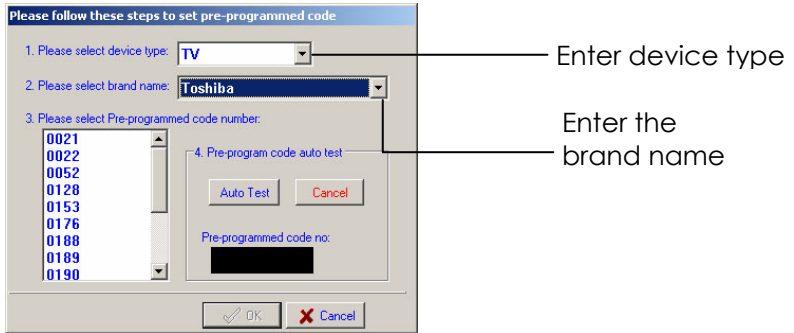 Please follow these steps to set pre-programmed code
1. Please select device type: TV
Enter device type
2. Please select brand name: Toshiba
Enter the
brand name
3. Please select Pre-programmed code number:
0021
0022
0052
0128
0153
0176
0188
0189
0190
4. Pre-program code auto test
Auto Test Cancel
Pre-programmed code no:
OK Cancel